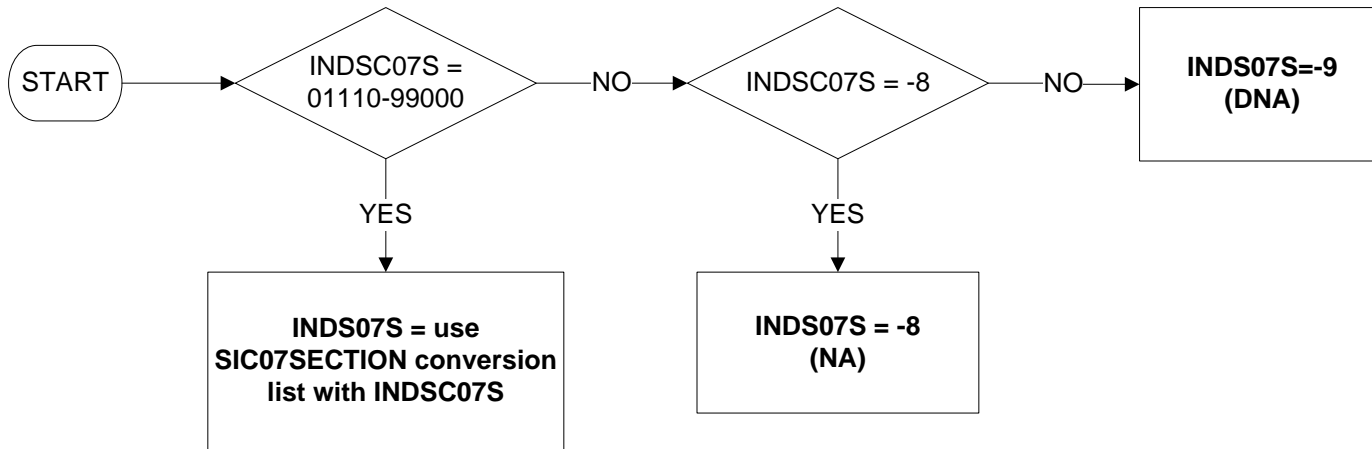 START
INDSC07S =
01110-99000
NO
INDSC07S = -8
NO
INDS07S=-9
(DNA)
YES
YES
INDS07S = use
SIC07SECTION conversion
list with INDSC07S
INDS07S = -8
(NA)